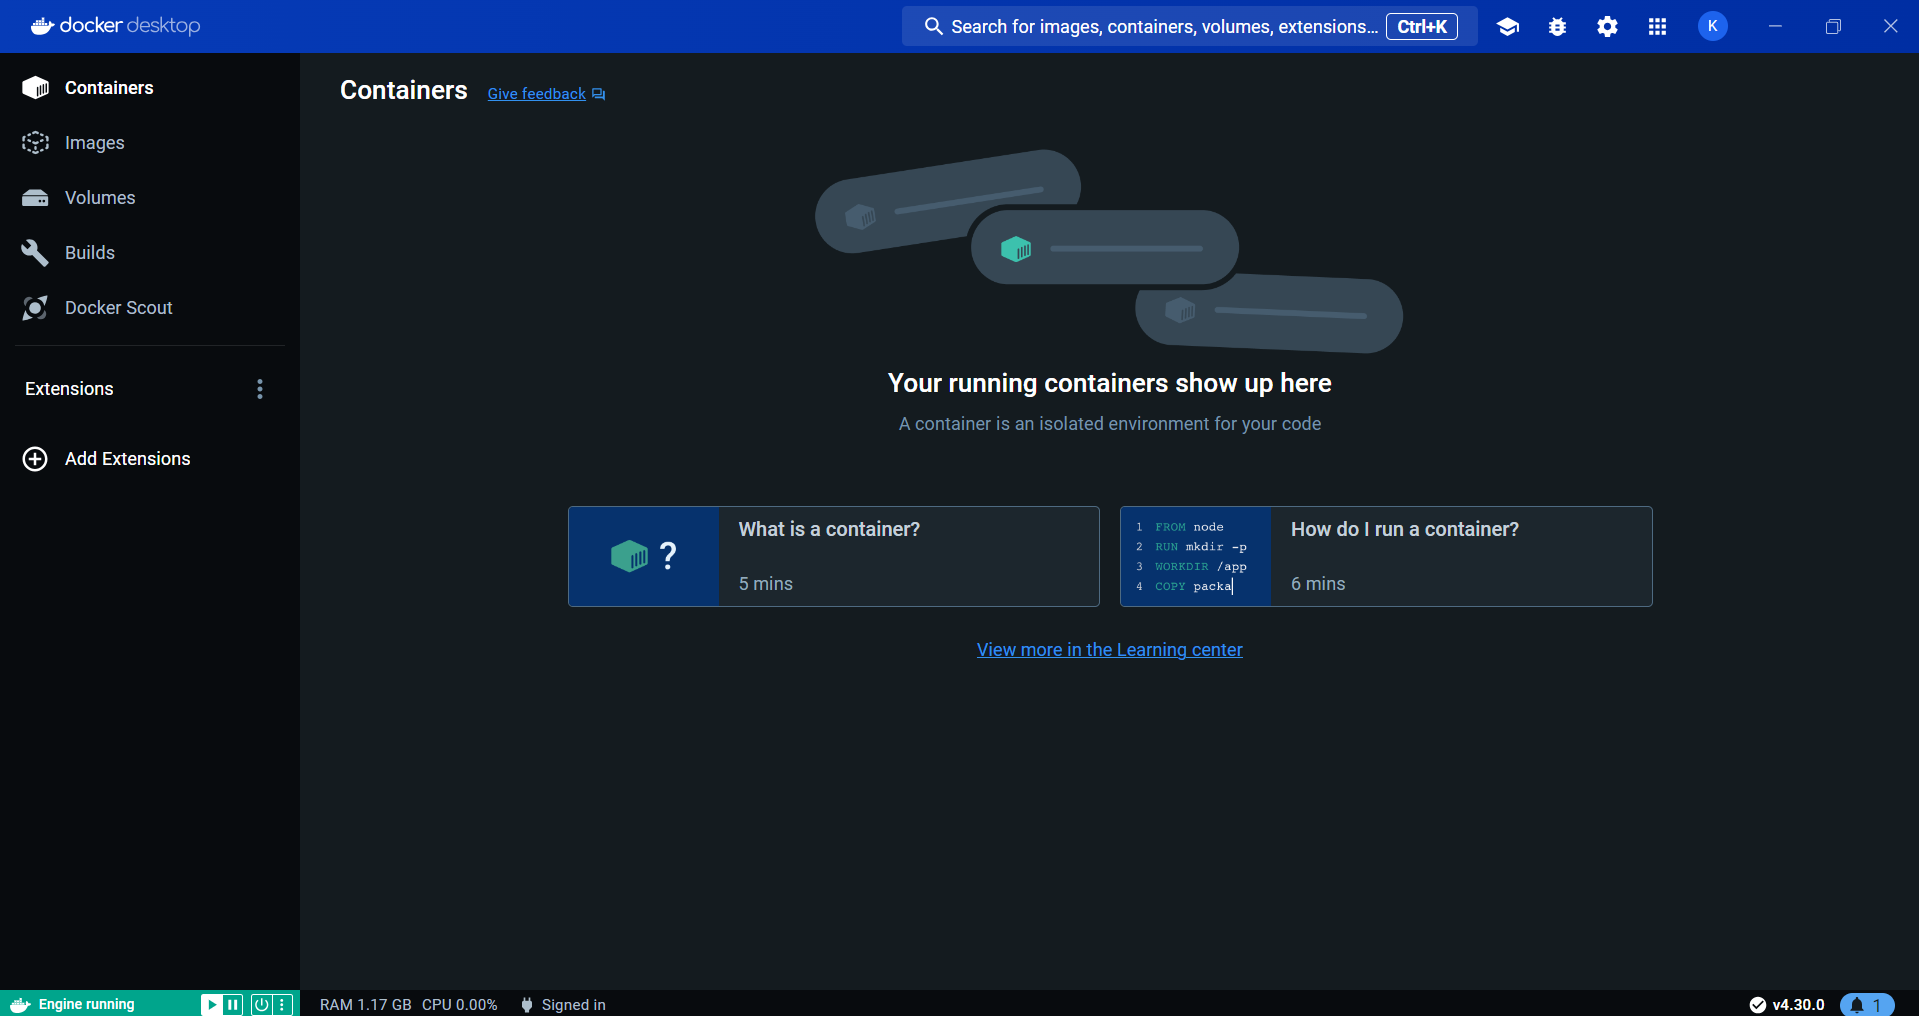 docker desktop
Search for images, containers, volumes, extensions... Ctrl+K
K
Containers
Images
Volumes
Builds
Docker Scout
Extensions
Add Extensions
Containers Give feedback
Your running containers show up here
A container is an isolated environment for your code
?
What is a container?
5 mins
1 FROM node
2 RUN mkdir -p
3 WORKDIR /app
4 COPY packa
How do I run a container?
6 mins
View more in the Learning center
Engine running
RAM 1.17 GB CPU 0.00% Signed in
v4.30.0
1